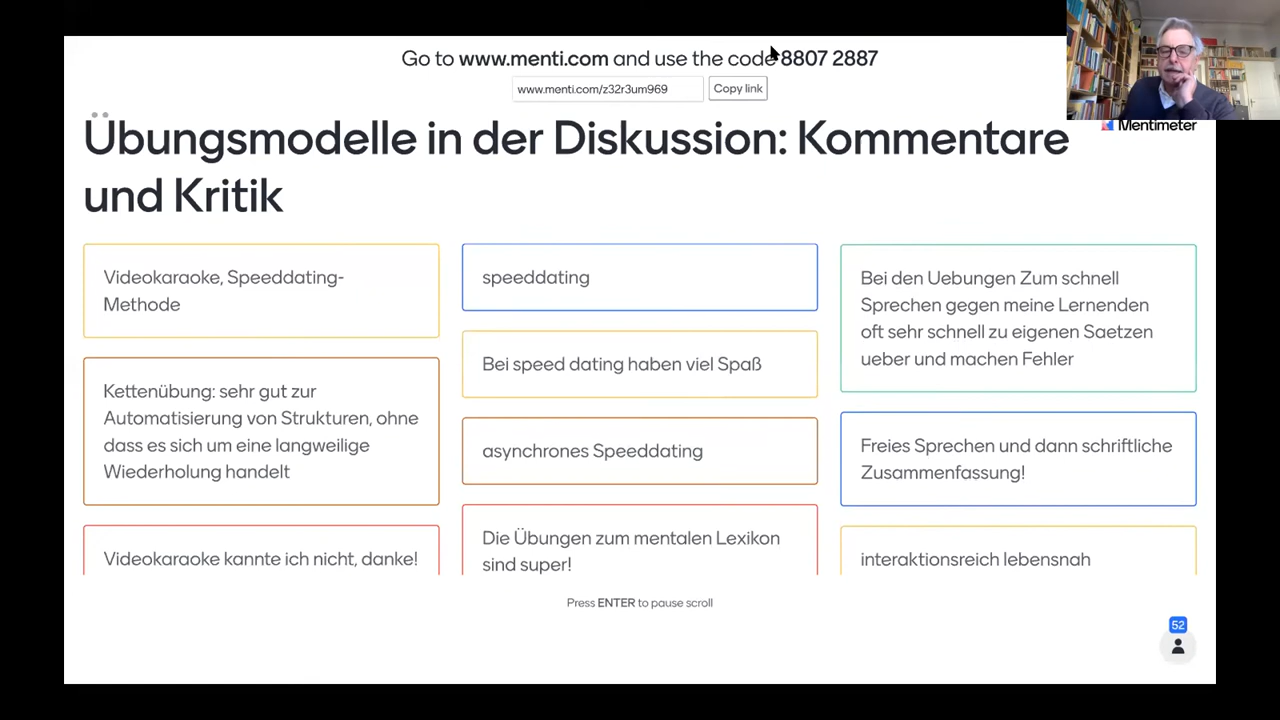 Go to www.menti.com and use the code 8807 2887
www.menti.com/z32r3um969
Copy link
Mentimeter
Übungsmodelle in der Diskussion: Kommentare
und Kritik
Videokaraoke, Speeddating-
Methode
Kettenübung: sehr gut zur
Automatisierung von Strukturen, ohne
dass es sich um eine langweilige
Wiederholung handelt
Videokaraoke kannte ich nicht, danke!
speeddating
Bei speed dating haben viel Spaß
asynchrones Speeddating
Die Übungen zum mentalen Lexikon
sind super!
Bei den Uebungen Zum schnell
Sprechen gegen meine Lernenden
oft sehr schnell zu eigenen Saetzen
ueber und machen Fehler
Freies Sprechen und dann schriftliche
Zusammenfassung!
interaktionsreich lebensnah
Press ENTER to pause scroll
52